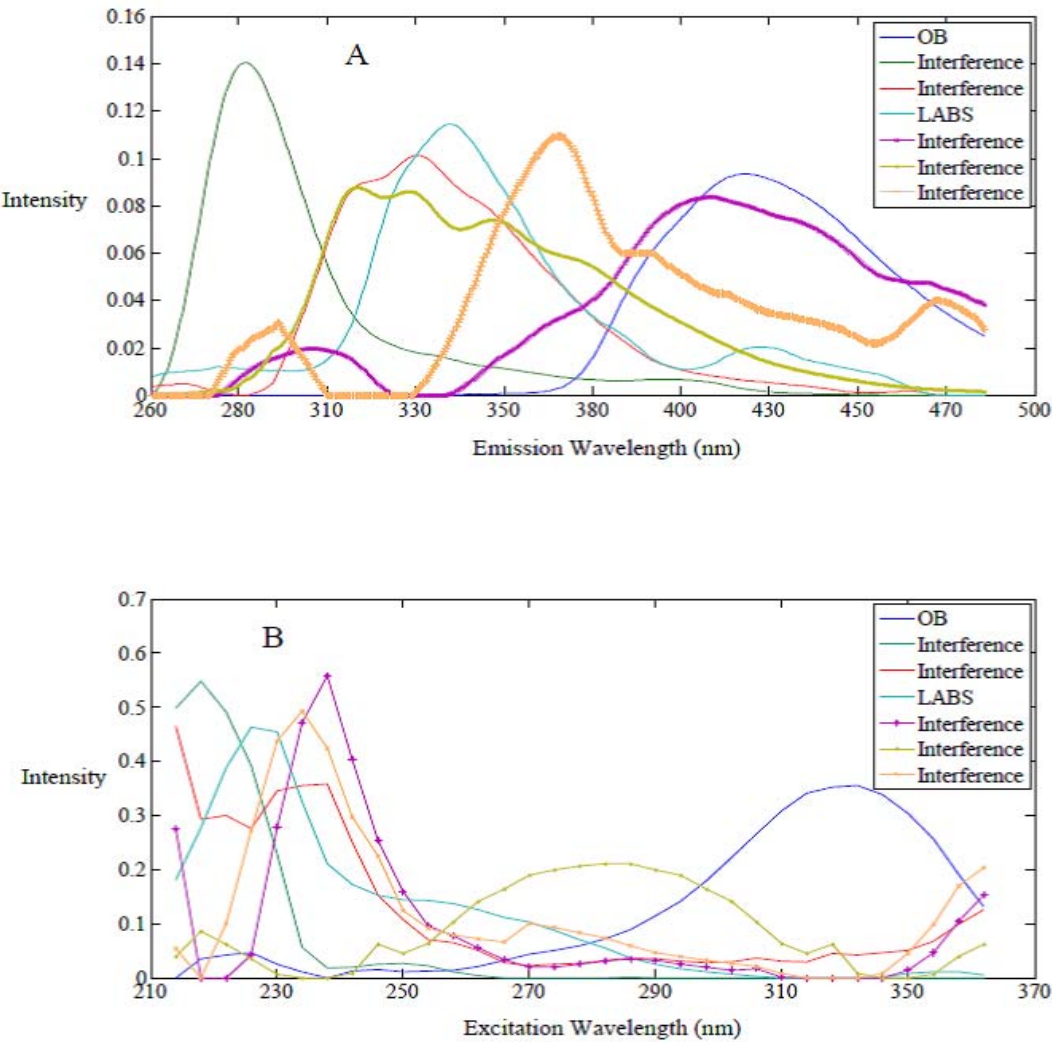 A
0.16
0.14
0.12
0.1
0.08
0.06
0.04
0.02
0
Intensity
OB
Interference
Interference
LABS
Interference
Interference
Interference
260 280 310 330 350 380 400 430 450 470 500
Emission Wavelength (nm)
B
0.7
0.6
0.5
0.4
0.3
0.2
0.1
0
Intensity
OB
Interference
Interference
LABS
Interference
Interference
Interference
210 230 250 270 290 310 350 370
Excitation Wavelength (nm)